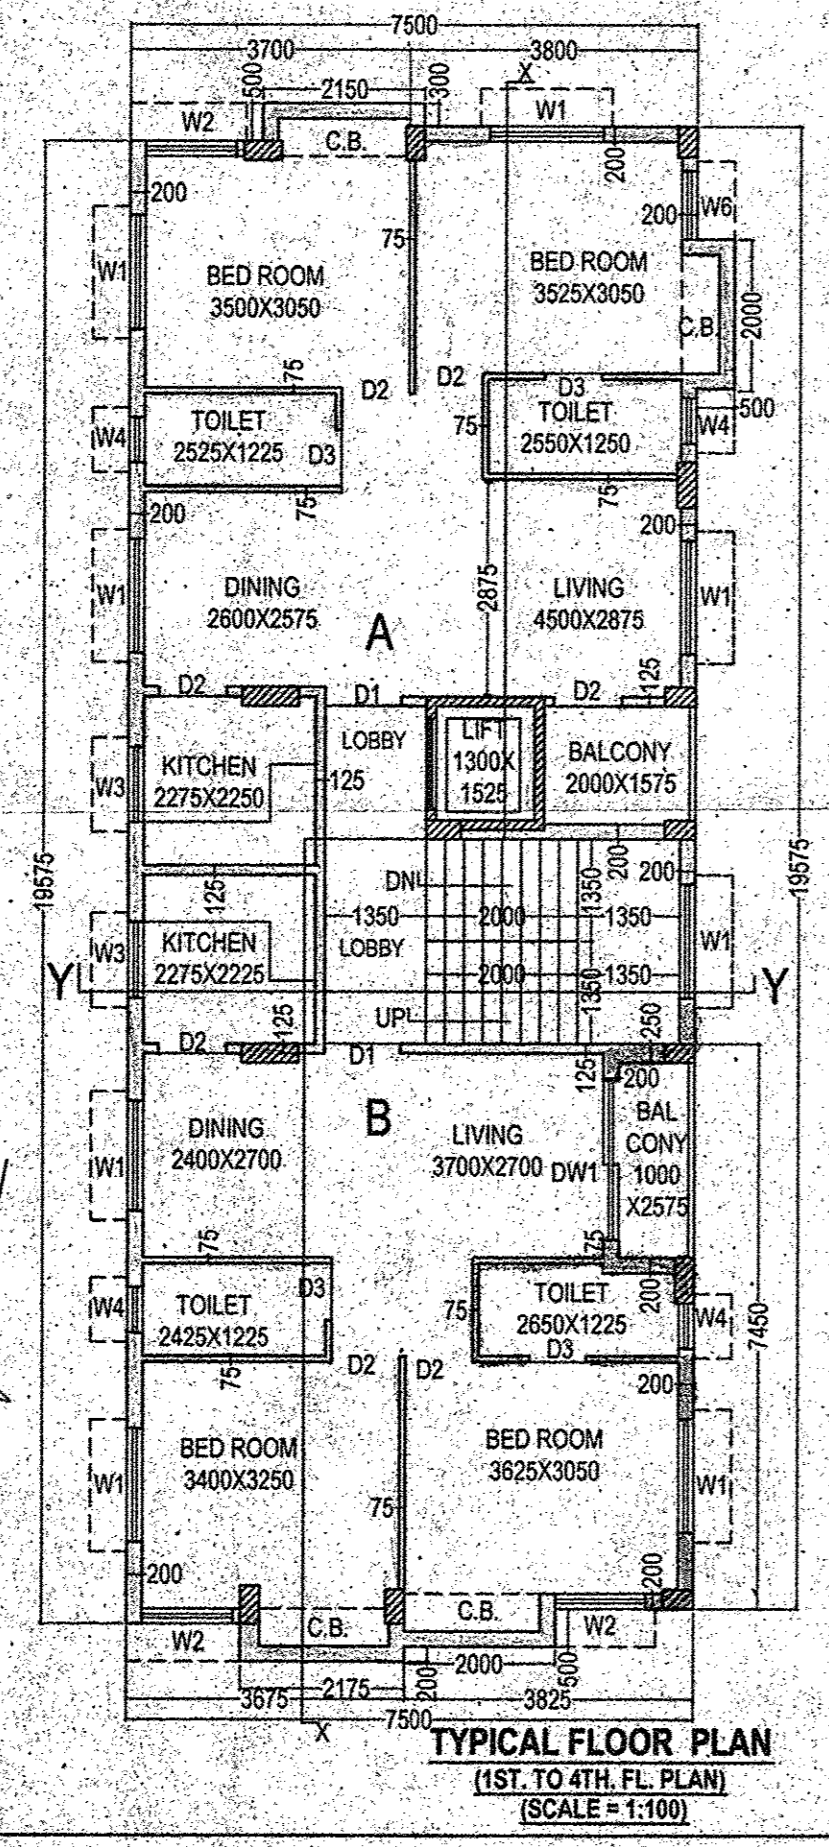 7500
3700
3800
500
2150
300
X
W2
C.B.
W1
200
200
W6
200
75
W1
BED ROOM
3500X3050
BED ROOM
3525X3050
C.B.
2000
75
D2
D2
D3
500
W4
TOILET
2525X1225
D3
75
TOILET
2550X1250
W4
200
75
75
200
W1
DINING
2600X2575
2875
LIVING
4500X2875
W1
A
D2
D1
D2
125
LOBBY
LIFT
1300X
1525
BALCONY
2000X1575
W3
KITCHEN
2275X2250
125
19575
19575
125
DN
200
200
1350
2000
1350
1350
W3
KITCHEN
2275X2225
LOBBY
W1
Y
2000
1350
1350
Y
UP
125
250
D2
D1
125
200
B
DINING
2400X2700
LIVING
3700X2700
DW1
BAL
CONY
1000
X2575
W1
75
75
W4
TOILET
2425X1225
D3
75
TOILET
2650X1225
200
W4
7450
75
D2
D2
D3
200
W1
BED ROOM
3400X3250
BED ROOM
3625X3050
W1
75
200
200
W2
C.B.
C.B.
W2
2000
500
3675
2175
200
3825
7500
X
TYPICAL FLOOR PLAN
(1ST. TO 4TH. FL. PLAN)
(SCALE = 1:100)